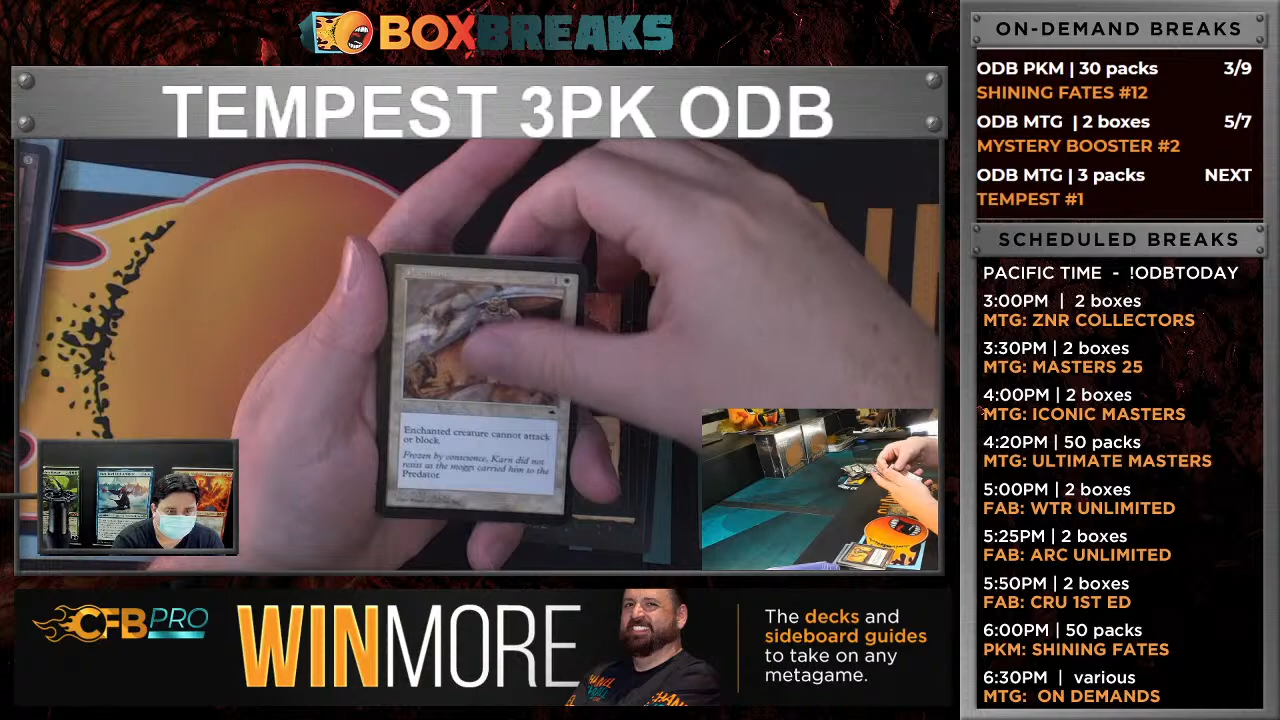 BOXBREAKS
TEMPEST 3PK ODB
1
Enchanted creature cannot attack
or block.
Frozen by conscience, Karn did not
resist as the moggs carried him to the
Predator.
CFBPRO
WINMORE
The decks and
sideboard guides
to take on any
metagame.
ON-DEMAND BREAKS
ODB PKM | 30 packs 3/9
SHINING FATES #12
ODB MTG | 2 boxes 5/7
MYSTERY BOOSTER #2
ODB MTG | 3 packs NEXT
TEMPEST #1
SCHEDULED BREAKS
PACIFIC TIME - !ODBTODAY
3:00PM | 2 boxes
MTG: ZNR COLLECTORS
3:30PM | 2 boxes
MTG: MASTERS 25
4:00PM | 2 boxes
MTG: ICONIC MASTERS
4:20PM | 50 packs
MTG: ULTIMATE MASTERS
5:00PM | 2 boxes
FAB: WTR UNLIMITED
5:25PM | 2 boxes
FAB: ARC UNLIMITED
5:50PM | 2 boxes
FAB: CRU 1ST ED
6:00PM | 50 packs
PKM: SHINING FATES
6:30PM | various
MTG: ON DEMANDS